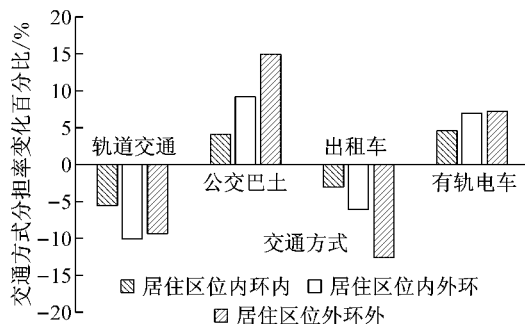 交通方式分担率变化百分比/%
20
15
10
5
0
−5
−10
−15
−20
轨道交通
公交巴士
出租车
有轨电车
交通方式
居住区位内环内
居住区位内外环
居住区位外环外